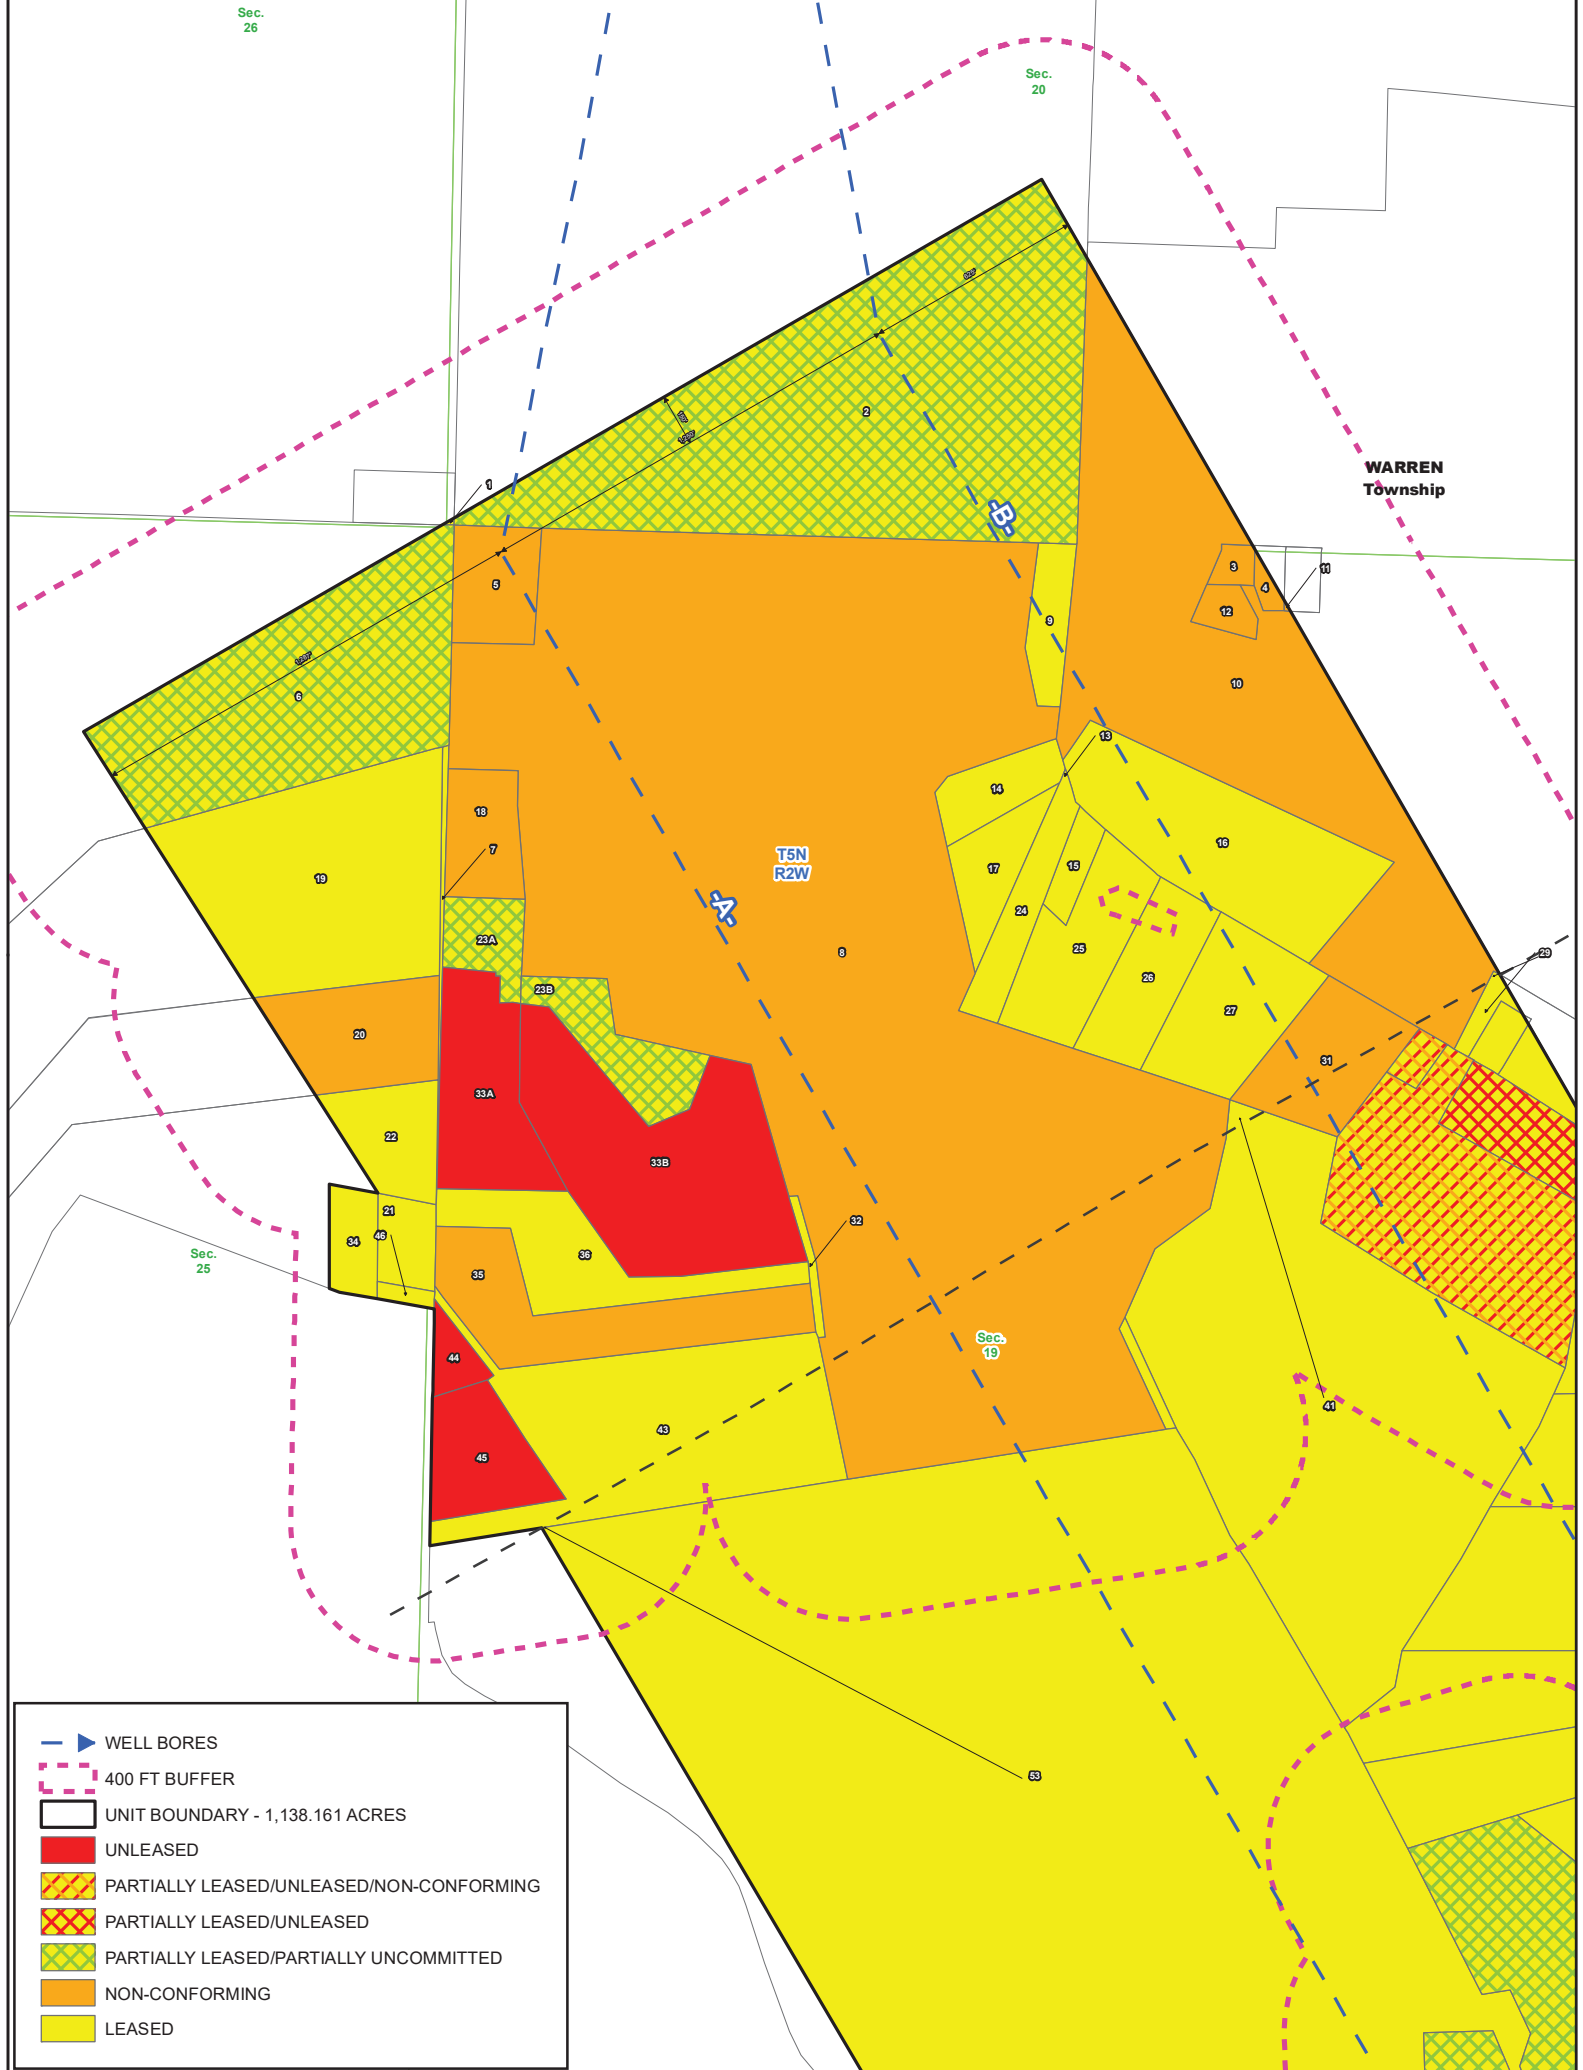 Sec.
26
Sec.
20
2
1
WARREN
Township
-B-
5
3
4
11
12
9
6
10
13
14
18
7
T5N
R2W
16
17
15
19
-A-
24
23A
25
8
29
26
23B
27
20
31
33A
22
33B
21
34
46
32
Sec.
25
36
35
Sec.
19
44
41
43
45
53
WELL BORES
400 FT BUFFER
UNIT BOUNDARY - 1,138.161 ACRES
UNLEASED
PARTIALLY LEASED/UNLEASED/NON-CONFORMING
PARTIALLY LEASED/UNLEASED
PARTIALLY LEASED/PARTIALLY UNCOMMITTED
NON-CONFORMING
LEASED